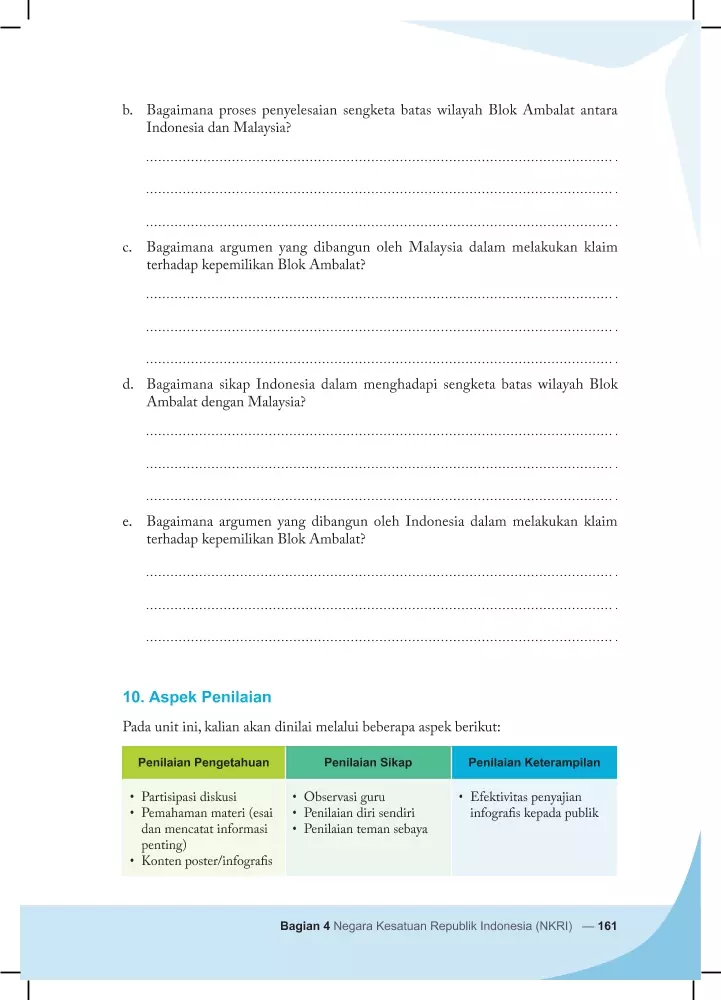 b. Bagaimana proses penyelesaian sengketa batas wilayah Blok Ambalat antara
Indonesia dan Malaysia?
c. Bagaimana argumen yang dibangun oleh Malaysia dalam melakukan klaim
terhadap kepemilikan Blok Ambalat?
d. Bagaimana sikap Indonesia dalam menghadapi sengketa batas wilayah Blok
Ambalat dengan Malaysia?
e. Bagaimana argumen yang dibangun oleh Indonesia dalam melakukan klaim
terhadap kepemilikan Blok Ambalat?
10. Aspek Penilaian
Pada unit ini, kalian akan dinilai melalui beberapa aspek berikut:
Penilaian Pengetahuan
• Partisipasi diskusi
• Pemahaman materi (esai
dan mencatat informasi
penting)
• Konten poster/infografis
Penilaian Sikap
• Observasi guru
• Penilaian diri sendiri
• Penilaian teman sebaya
Penilaian Keterampilan
• Efektivitas penyajian
infografis kepada publik
Bagian 4 Negara Kesatuan Republik Indonesia (NKRI) — 161